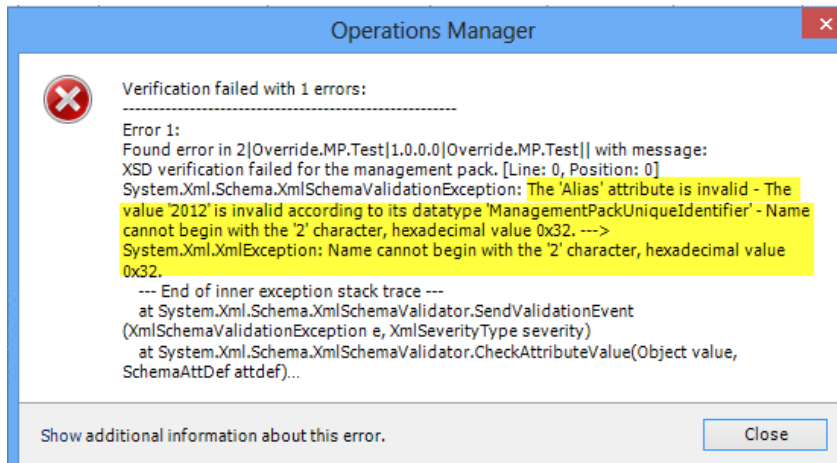 Operations Manager
Verification failed with 1 errors:
-------------------------------------------------------
Error 1:
Found error in 2|Override.MP.Test|1.0.0.0|Override.MP.Test|| with message:
XSD verification failed for the management pack. [Line: 0, Position: 0]
System.Xml.Schema.XmlSchemaValidationException: The 'Alias' attribute is invalid - The
value '2012' is invalid according to its datatype 'ManagementPackUniqueIdentifier' - Name
cannot begin with the '2' character, hexadecimal value 0x32. --->
System.Xml.XmlException: Name cannot begin with the '2' character, hexadecimal value
0x32.
--- End of inner exception stack trace ---
at System.Xml.Schema.XmlSchemaValidator.SendValidationEvent
(XmlSchemaValidationException e, XmlSeverityType severity)
at System.Xml.Schema.XmlSchemaValidator.CheckAttributeValue(Object value,
SchemaAttDef attdef)...
Show additional information about this error.
Close